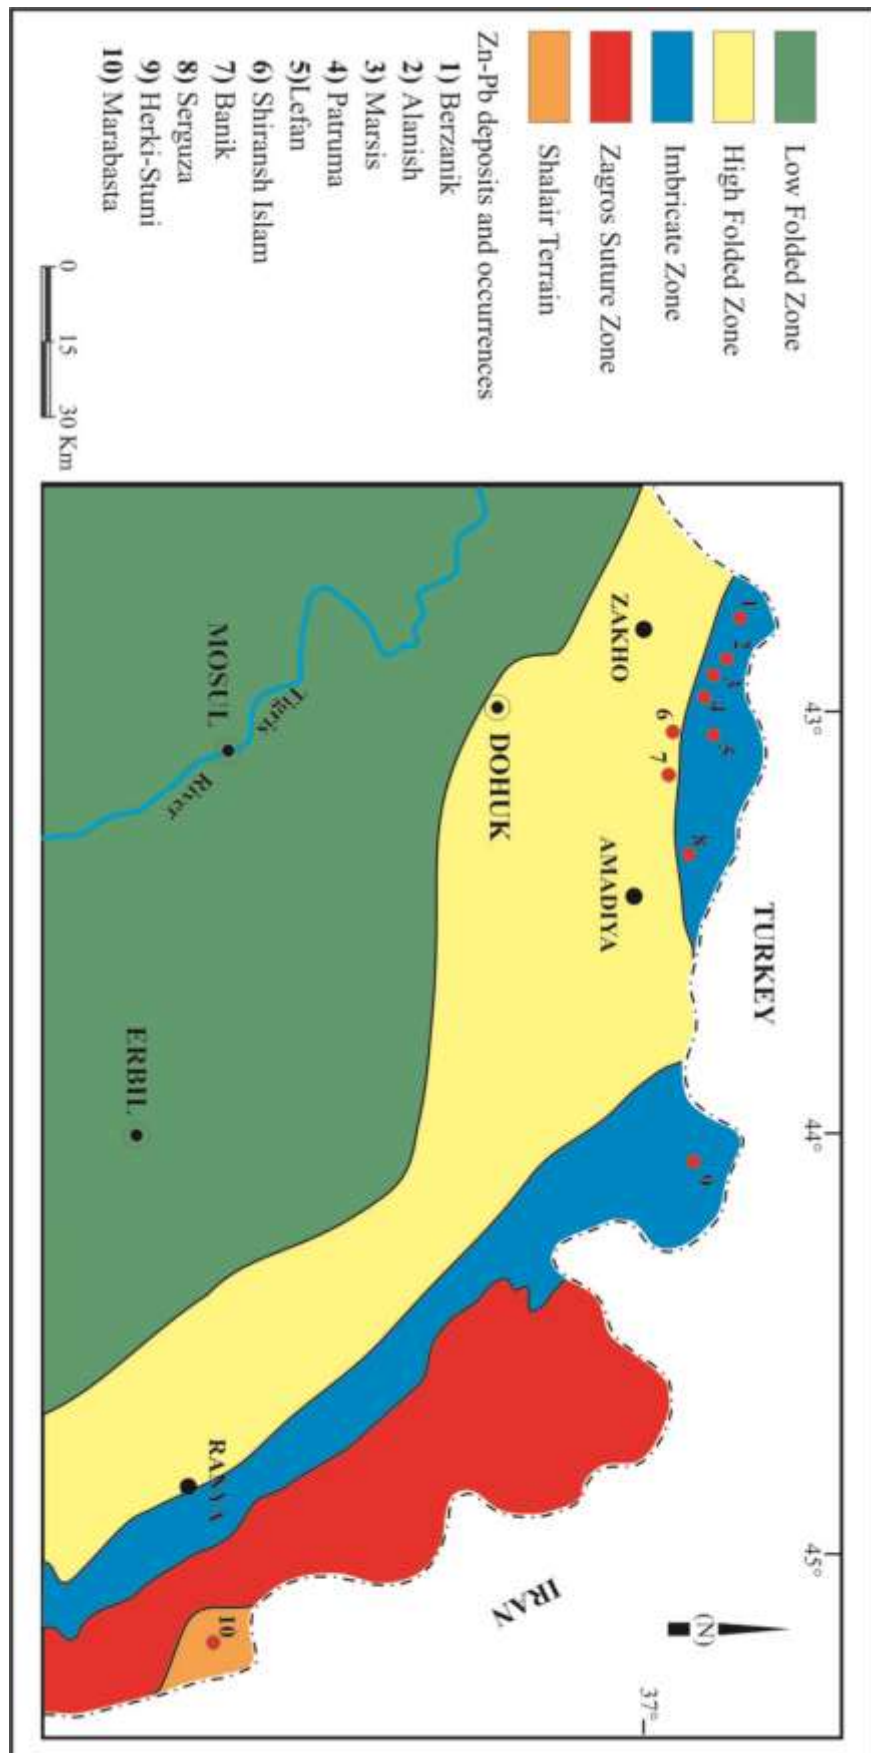 Low Folded Zone
High Folded Zone
Imbricate Zone
Zagros Suture Zone
Shalair Terrain
Zn-Pb deposits and occurrences
1) Berzanik
2) Alanish
3) Marsis
4) Patruma
5)Lefan
6) Shiransh Islam
7) Banik
8) Serguza
9) Herki-Stuni
10) Marabasta
0 15 30 Km
43° 44° 45°
37°
(N)
TURKEY
IRAN
1
2
3
4
5
6
7
8
9
10
ZAKHO
AMADIYA
DOHUK
MOSUL
Tigris
River
ERBIL
RANYA